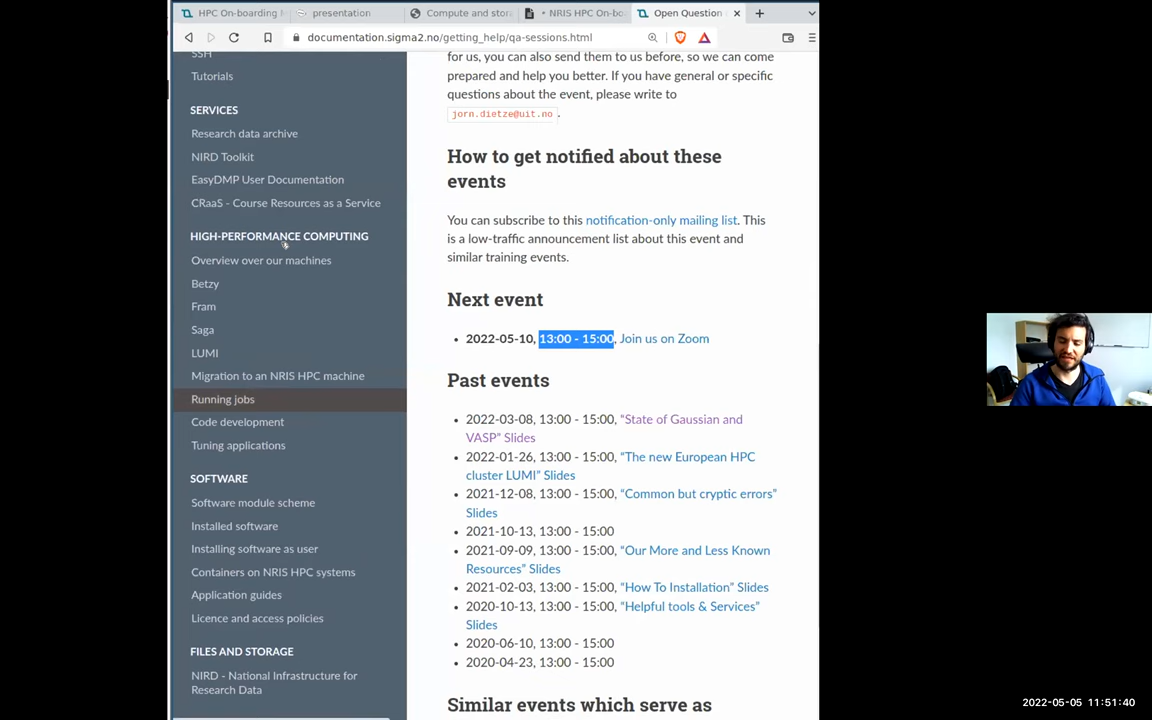 HPC On-boarding
presentation
Compute and stor
• NRIS HPC On-bo
Open Question
documentation.sigma2.no/getting_help/qa-sessions.html
SSH
Tutorials
SERVICES
Research data archive
NIRD Toolkit
EasyDMP User Documentation
CRaaS - Course Resources as a Service
HIGH-PERFORMANCE COMPUTING
Overview over our machines
Betzy
Fram
Saga
LUMI
Migration to an NRIS HPC machine
Running jobs
Code development
Tuning applications
SOFTWARE
Software module scheme
Installed software
Installing software as user
Containers on NRIS HPC systems
Application guides
Licence and access policies
FILES AND STORAGE
NIRD - National Infrastructure for
Research Data
for us, you can also send them to us before, so we can come
prepared and help you better. If you have general or specific
questions about the event, please write to
jorn.dietze@uit.no .
How to get notified about these
events
You can subscribe to this notification-only mailing list. This
is a low-traffic announcement list about this event and
similar training events.
Next event
• 2022-05-10, 13:00 - 15:00, Join us on Zoom
Past events
• 2022-03-08, 13:00 - 15:00, “State of Gaussian and
VASP” Slides
• 2022-01-26, 13:00 - 15:00, “The new European HPC
cluster LUMI” Slides
• 2021-12-08, 13:00 - 15:00, “Common but cryptic errors”
Slides
• 2021-10-13, 13:00 - 15:00
• 2021-09-09, 13:00 - 15:00, “Our More and Less Known
Resources” Slides
• 2021-02-03, 13:00 - 15:00, “How To Installation” Slides
• 2020-10-13, 13:00 - 15:00, “Helpful tools & Services”
Slides
• 2020-06-10, 13:00 - 15:00
• 2020-04-23, 13:00 - 15:00
Similar events which serve as
2022-05-05 11:51:40